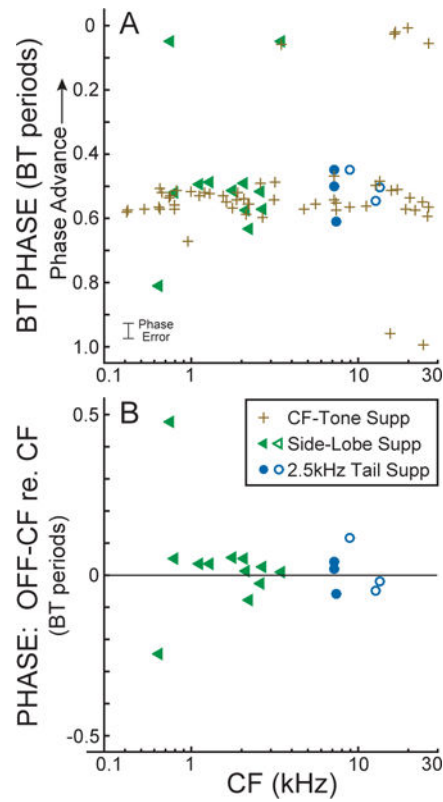 A
BT PHASE (BT periods)
Phase Advance
0
0.2
0.4
0.6
0.8
1.0
Phase
Error
0.1
1
10
30
B
CF-Tone Supp
Side-Lobe Supp
2.5kHz Tail Supp
PHASE: OFF-CF re. CF
(BT periods)
0.5
0
-0.5
0.1
1
10
30
CF (kHz)